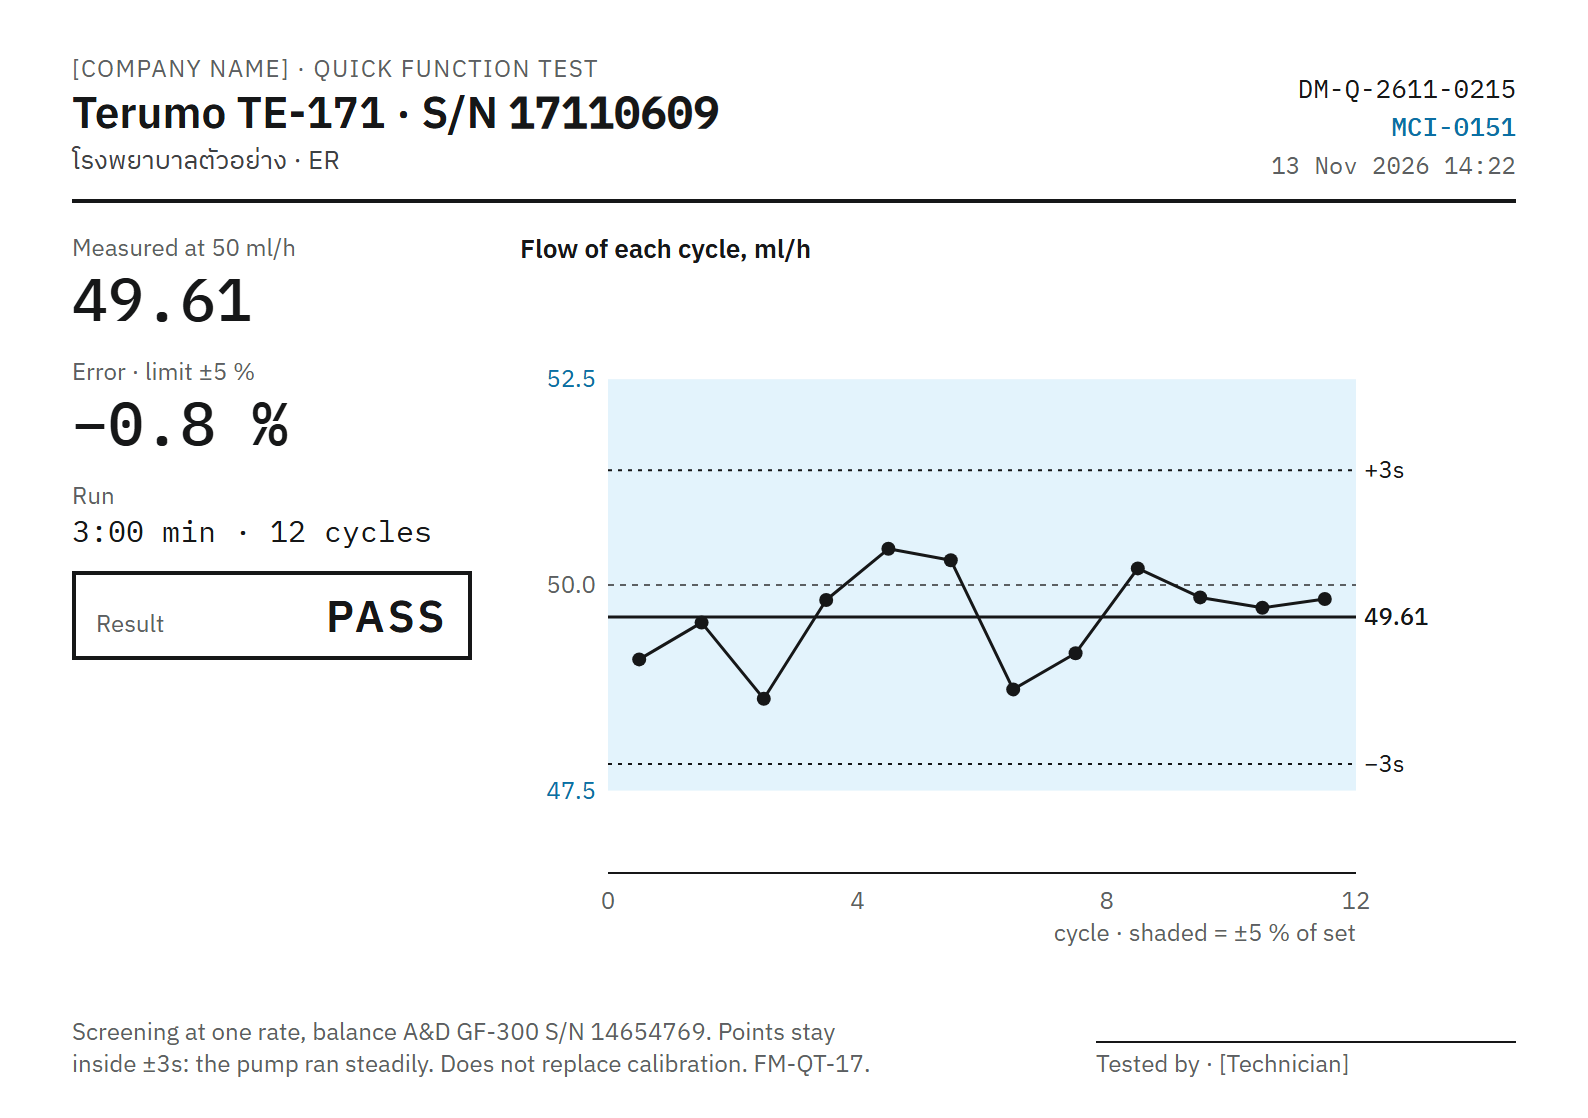 [COMPANY NAME] · QUICK FUNCTION TEST
Terumo TE-171 · S/N 17110609
โรงพยาบาลตัวอย่าง · ER
DM-Q-2611-0215
MCI-0151
13 Nov 2026 14:22
Measured at 50 ml/h
49.61
Error · limit ±5 %
−0.8 %
Run
3:00 min · 12 cycles
Result PASS
Flow of each cycle, ml/h
52.5
+3s
50.0
49.61
−3s
47.5
0 4 8 12
cycle · shaded = ±5 % of set
Screening at one rate, balance A&D GF-300 S/N 14654769. Points stay
inside ±3s: the pump ran steadily. Does not replace calibration. FM-QT-17.
Tested by · [Technician]